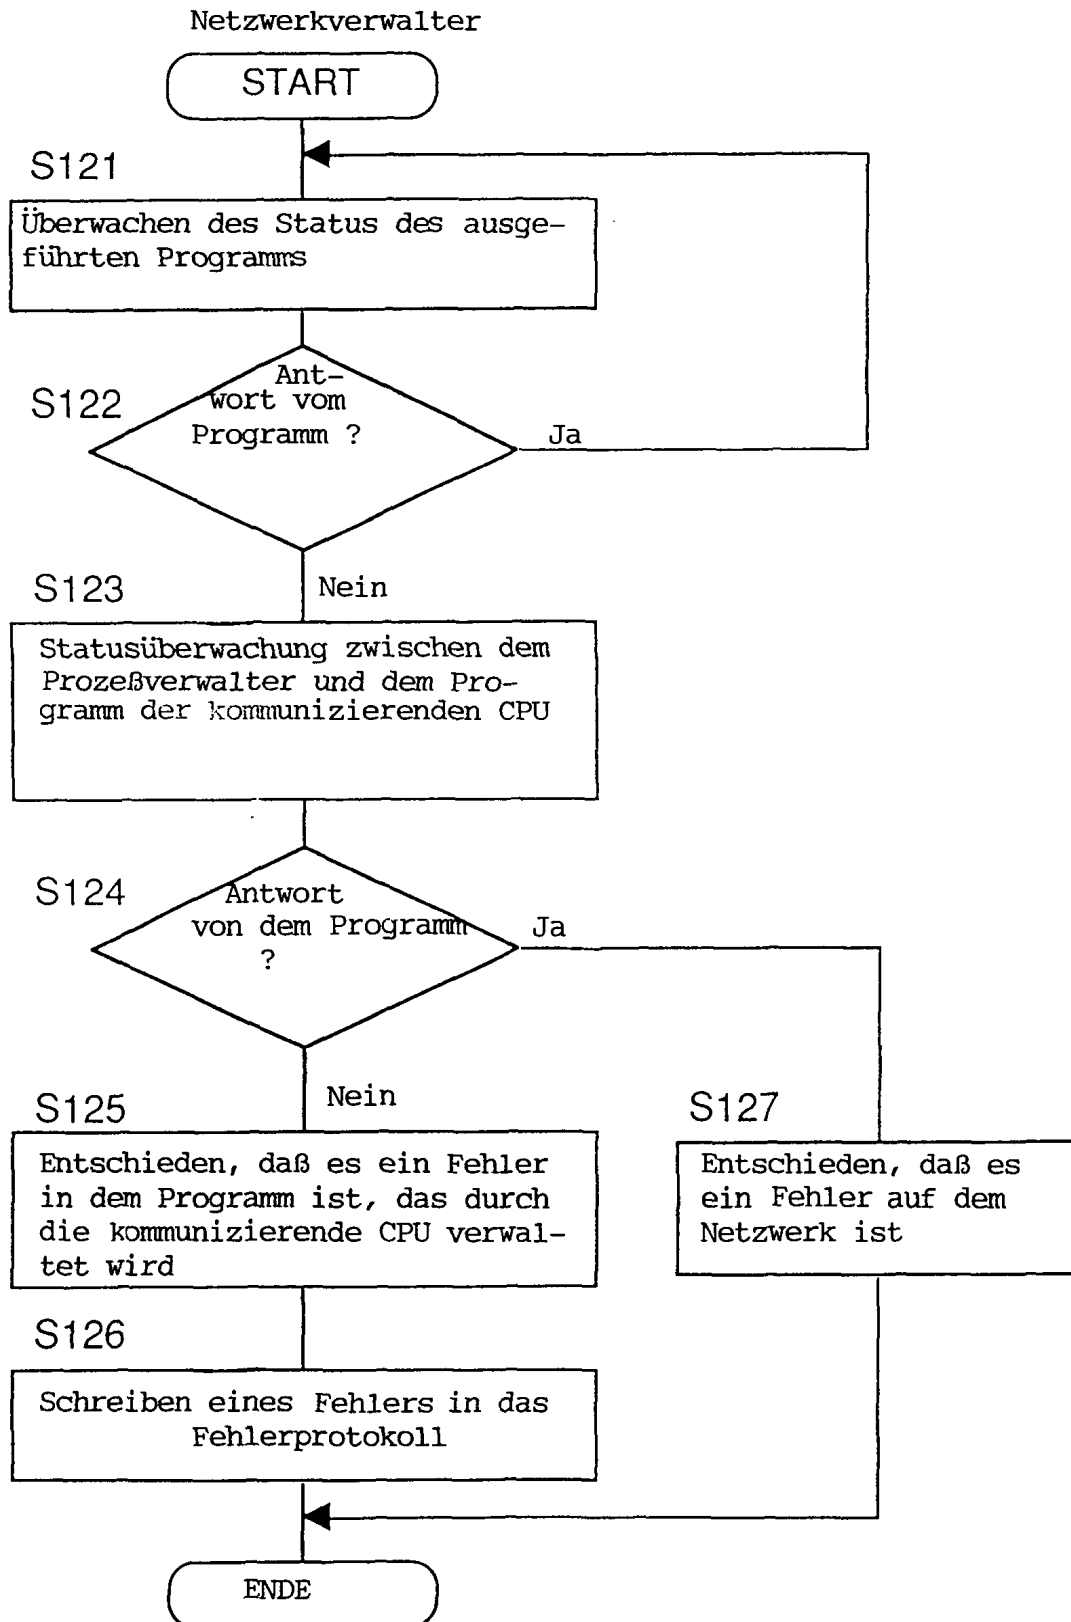 Netzwerkverwalter
START
S121
Überwachen des Status des ausge-
führten Programms
S122
Ant-
wort vom
Programm ?
Ja
S123
Nein
Statusüberwachung zwischen dem
Prozeßverwalter und dem Pro-
gramm der kommunizierenden CPU
S124
Antwort
von dem Programm
?
Ja
Nein
S125
Entschieden, daß es ein Fehler
in dem Programm ist, das durch
die kommunizierende CPU verwal-
tet wird
S127
Entschieden, daß es
ein Fehler auf dem
Netzwerk ist
S126
Schreiben eines Fehlers in das
Fehlerprotokoll
ENDE